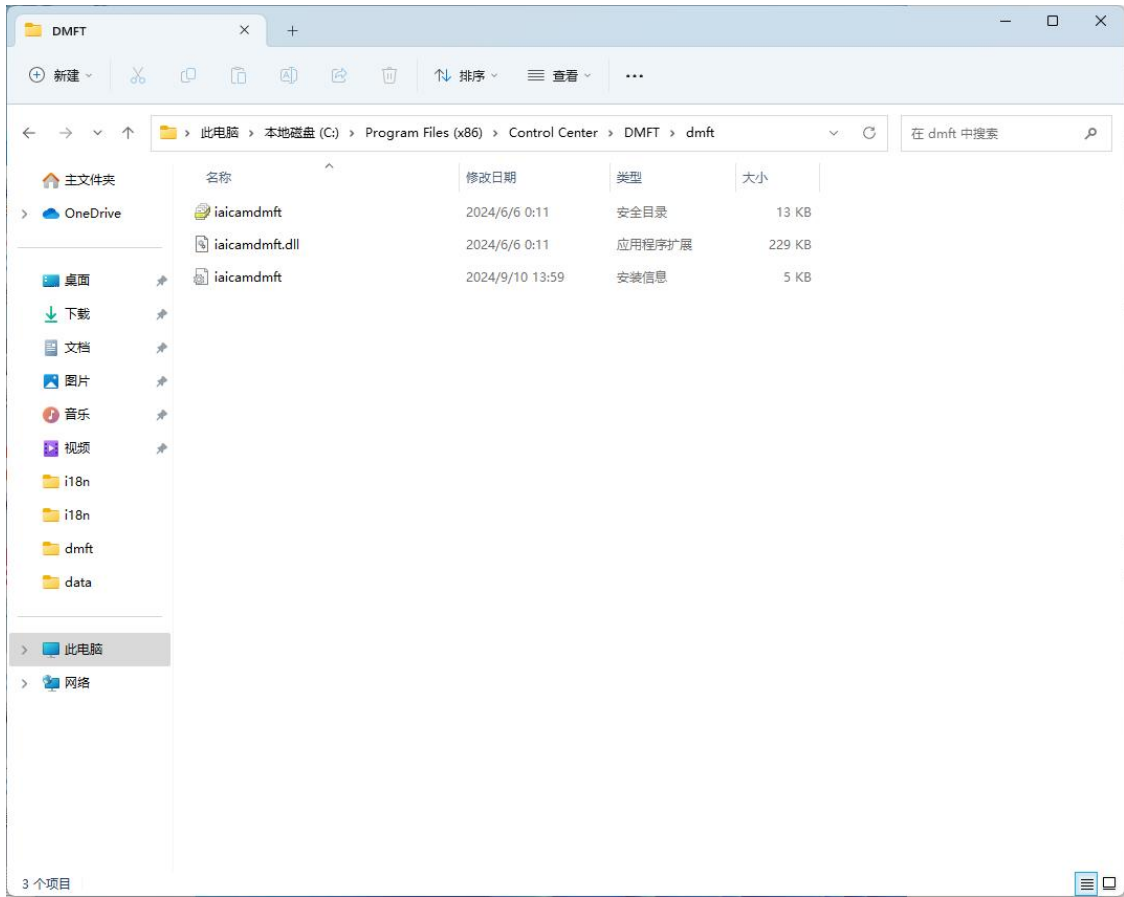 DMFT
新建
排序
查看
此电脑 > 本地磁盘 (C:) > Program Files (x86) > Control Center > DMFT > dmft
在 dmft 中搜索
名称 修改日期 类型 大小
iaicamdmft 2024/6/6 0:11 安全目录 13 KB
iaicamdmft.dll 2024/6/6 0:11 应用程序扩展 229 KB
iaicamdmft 2024/9/10 13:59 安装信息 5 KB
主文件夹
OneDrive
桌面
下载
文档
图片
音乐
视频
i18n
i18n
dmft
data
此电脑
网络
3 个项目